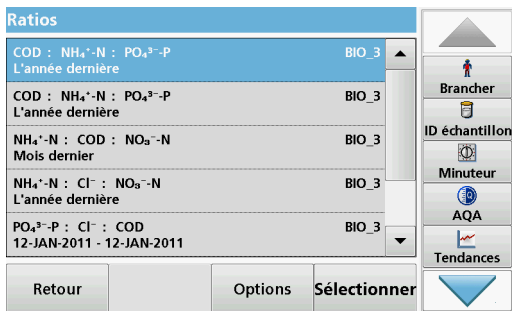 Ratios
COD : NH₄⁺-N : PO₄³⁻-P BIO_3
L'année dernière
COD : NH₄⁺-N : PO₄³⁻-P BIO_3
L'année dernière
NH₄⁺-N : COD : NO₃⁻-N BIO_3
Mois dernier
NH₄⁺-N : Cl⁻ : NO₃⁻-N BIO_3
L'année dernière
PO₄³⁻-P : Cl⁻ : COD BIO_3
12-JAN-2011 - 12-JAN-2011
Retour
Options
Sélectionner
Brancher
ID échantillon
Minuteur
AQA
Tendances